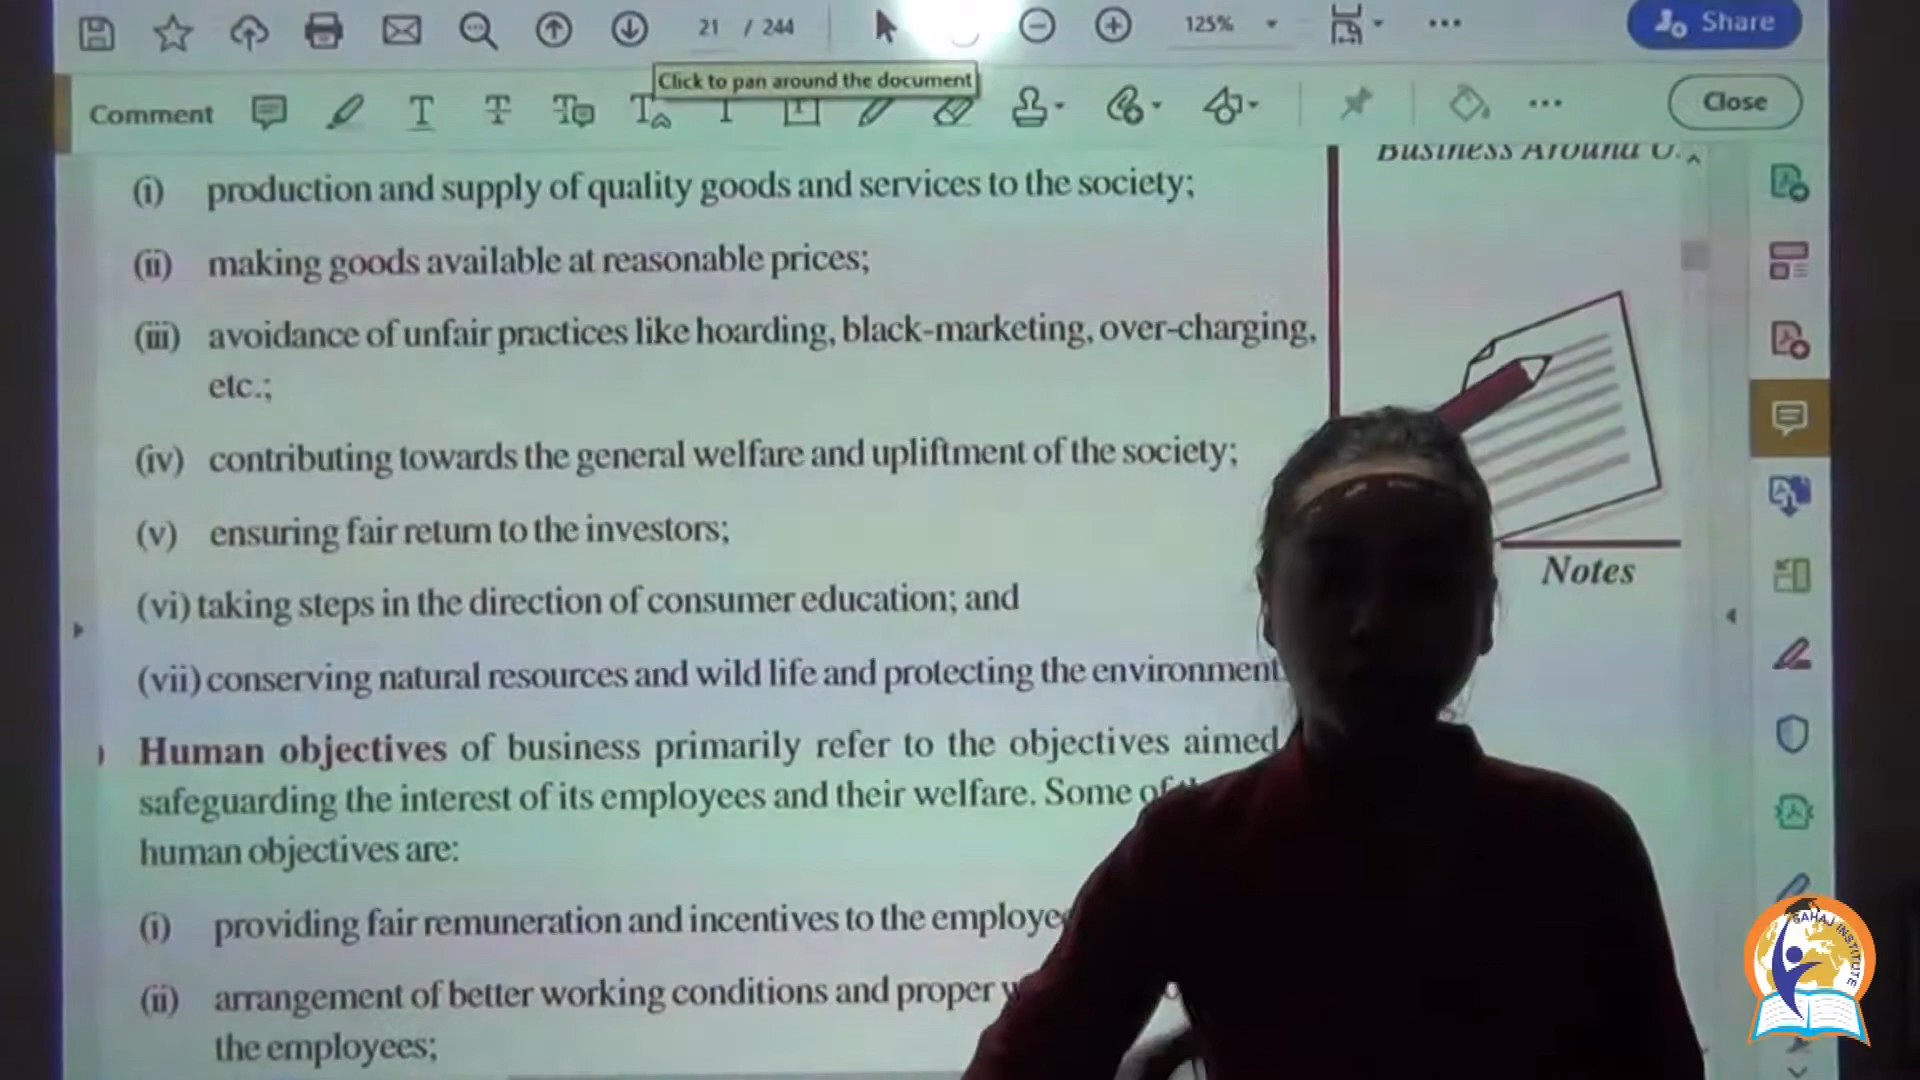 21 / 244
125%
Share
Click to pan around the document
Comment
Close
Business Around
(i) production and supply of quality goods and services to the society;
(ii) making goods available at reasonable prices;
(iii) avoidance of unfair practices like hoarding, black-marketing, over-charging,
etc.;
(iv) contributing towards the general welfare and upliftment of the society;
(v) ensuring fair return to the investors;
(vi) taking steps in the direction of consumer education; and
(vii) conserving natural resources and wild life and protecting the environment
Notes
Human objectives of business primarily refer to the objectives aimed
safeguarding the interest of its employees and their welfare. Some of
human objectives are:
(i) providing fair remuneration and incentives to the
(ii) arrangement of better working conditions and proper
the employees;
SAHAJ INSTITUTE